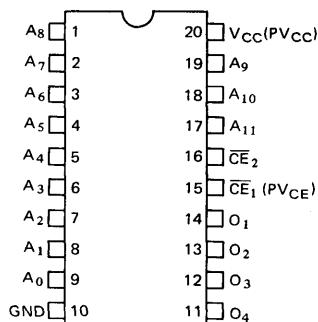 A8 1 20 VCC(PVCC)
A7 2 19 A9
A6 3 18 A10
A5 4 17 A11
A4 5 16 C̅E̅2
A3 6 15 C̅E̅1 (PVCE)
A2 7 14 O1
A1 8 13 O2
A0 9 12 O3
GND 10 11 O4